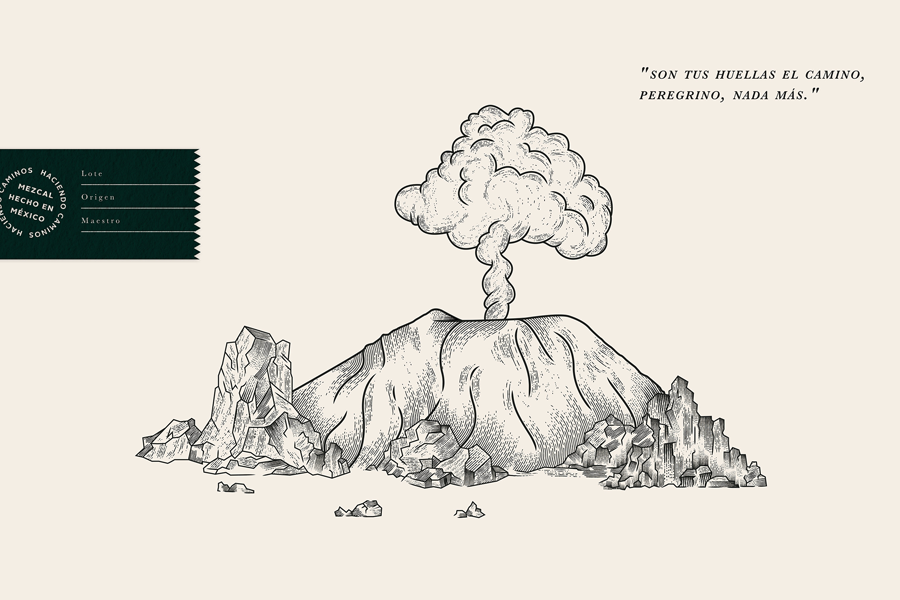 "SON TUS HUELLAS EL CAMINO,
PEREGRINO, NADA MÁS."
CAMINOS HACIENDO CAMINOS HACIENDO
MEZCAL
HECHO EN
MÉXICO
Lote
Origen
Maestro